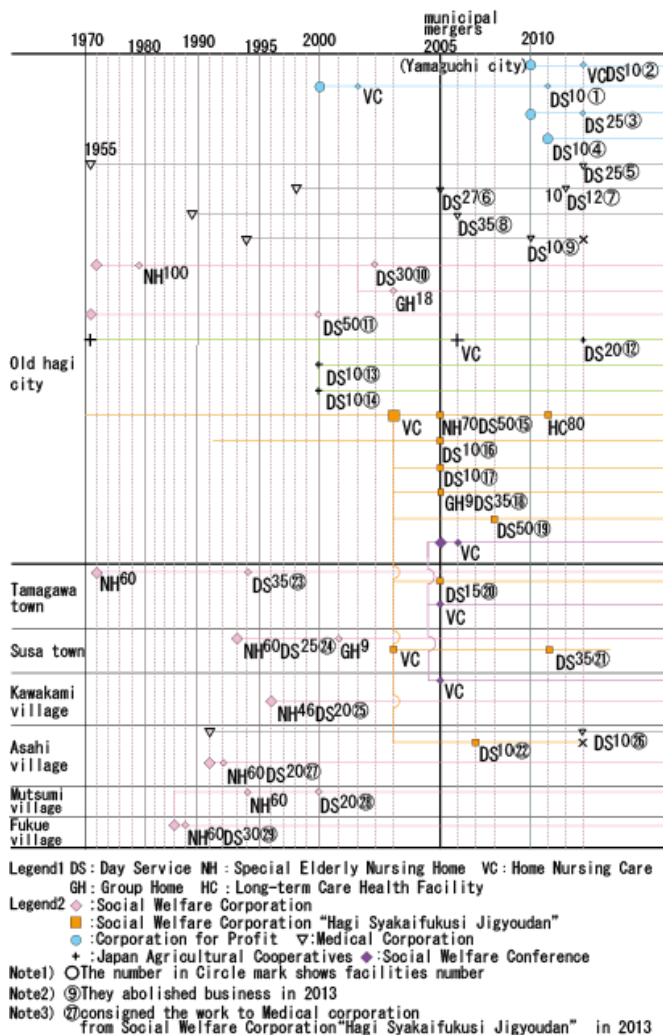 municipal
mergers
1970 1980 1990 1995 2000 2005 2010
(Yamaguchi city)
VC DS10②
VC DS10①
DS25③
DS10④
1955
DS25⑤
DS27⑥ 10 DS12⑦
DS35⑧
DS10⑨
NH100 DS30⑩
GH18
DS50⑪
VC DS20⑫
Old hagi
city
DS10⑬
DS10⑭
VC NH70DS50⑮ HC80
DS10⑯
DS10⑰
GH9DS35⑱
DS50⑲
VC
Tamagawa
town
NH60 DS35㉓ DS15⑳
VC
Susa town
NH60DS25㉔ GH9 VC DS35㉑
Kawakami
village
VC
NH46DS20㉕
Asahi
village
DS10㉒ DS10㉖
NH60DS20㉗
Mutsumi
village
NH60 DS20㉘
Fukue
village
NH60DS30㉙
Legend1 DS : Day Service NH : Special Elderly Nursing Home VC : Home Nursing Care
GH : Group Home HC : Long-term Care Health Facility
Legend2 :Social Welfare Corporation
:Social Welfare Corporation “Hagi Syakaifukusi Jigyoudan”
:Corporation for Profit :Medical Corporation
:Japan Agricultural Cooperatives :Social Welfare Conference
Note1) ○The number in Circle mark shows facilities number
Note2) ⑨They abolished business in 2013
Note3) ㉗consigned the work to Medical corporation
from Social Welfare Corporation“Hagi Syakaifukusi Jigyoudan” in 2013